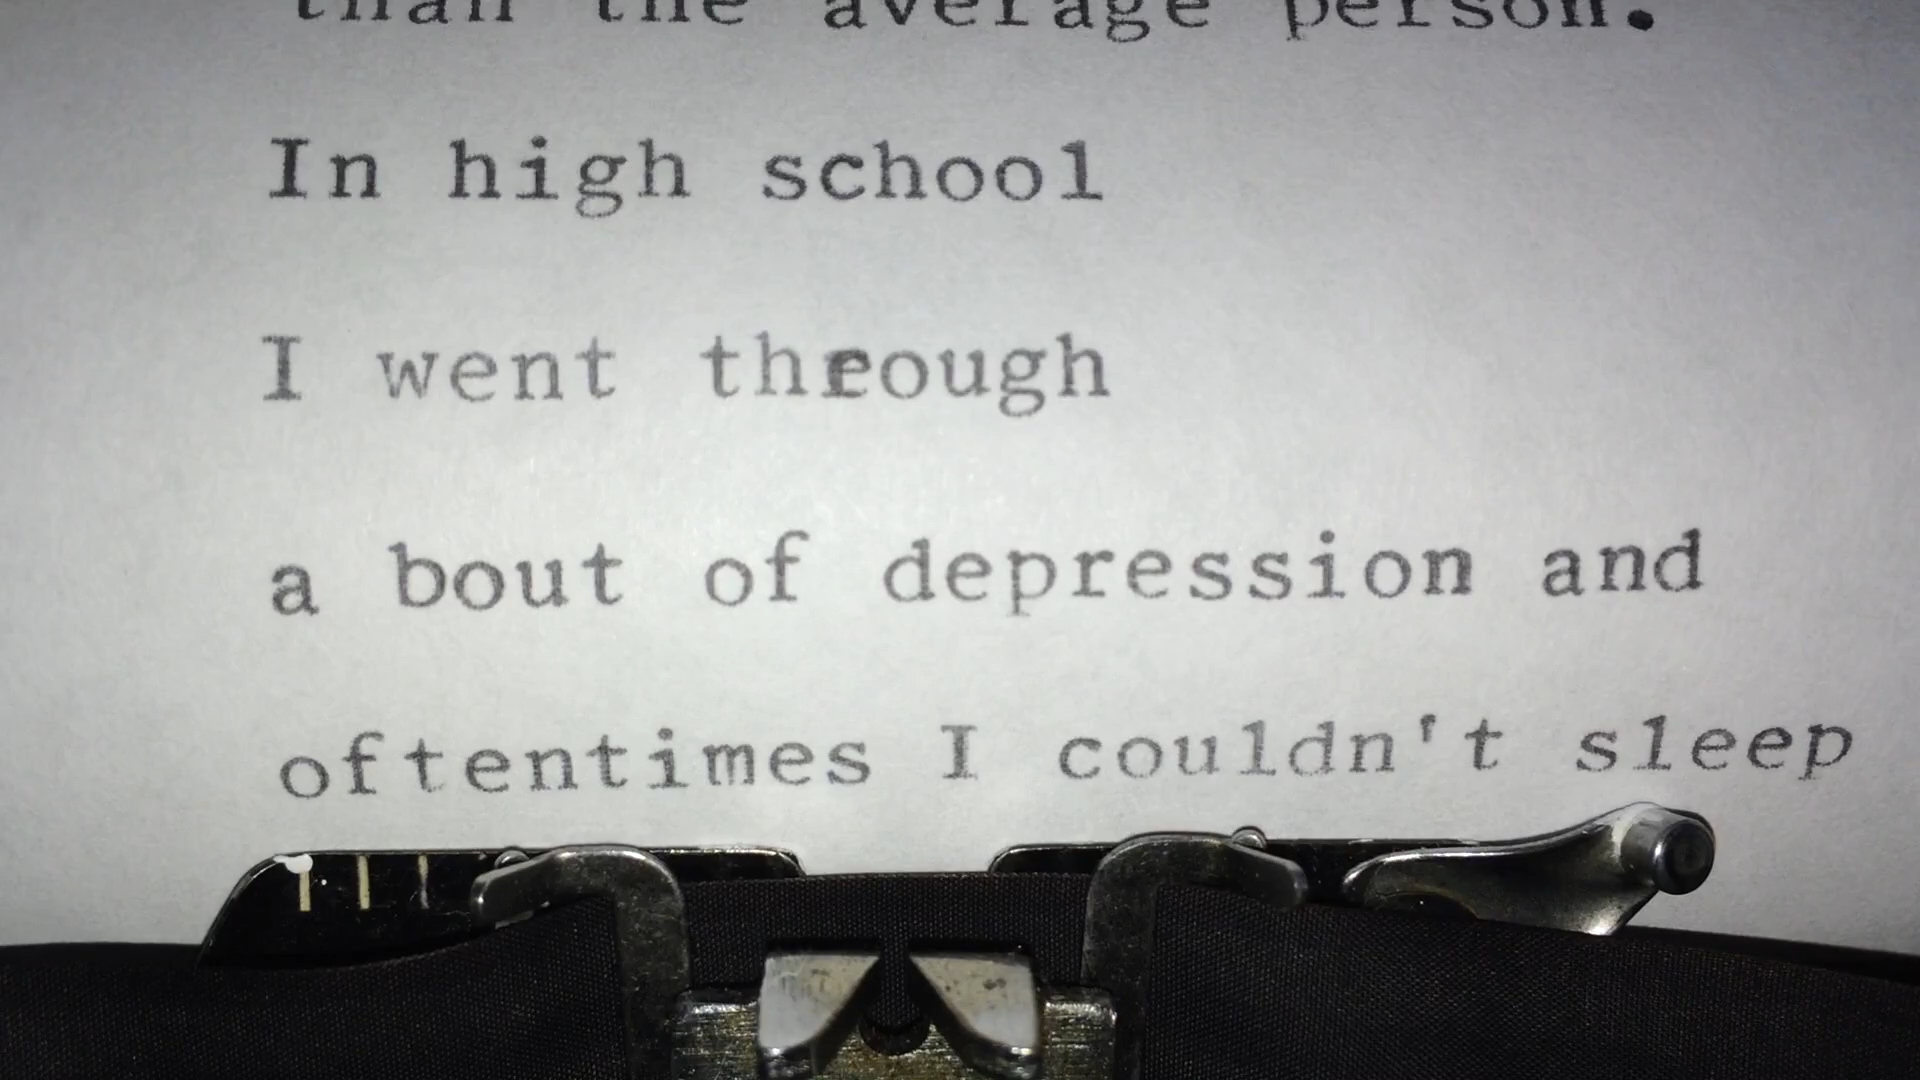 than the average person.
In high school
I went through
a bout of depression and
oftentimes I couldn't sleep